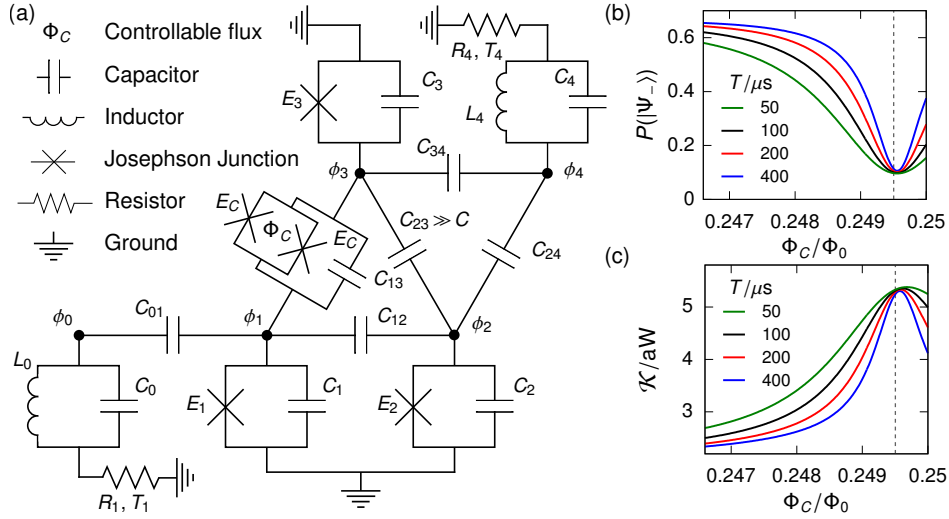 (a)
Φ_C Controllable flux
Capacitor
Inductor
Josephson Junction
Resistor
Ground
E_3
C_3
R_4, T_4
L_4
C_4
ϕ_3
C_34
ϕ_4
E_C
Φ_C
E_C
C_13
C_23 ≫ C
C_24
ϕ_0
C_01
ϕ_1
C_12
ϕ_2
L_0
C_0
E_1
C_1
E_2
C_2
R_1, T_1
(b)
P(|Ψ_−⟩)
0.6
0.4
0.2
0
T/μs
50
100
200
400
0.247 0.248 0.249 0.25
Φ_C/Φ_0
(c)
𝒦/aW
5
4
3
T/μs
50
100
200
400
0.247 0.248 0.249 0.25
Φ_C/Φ_0